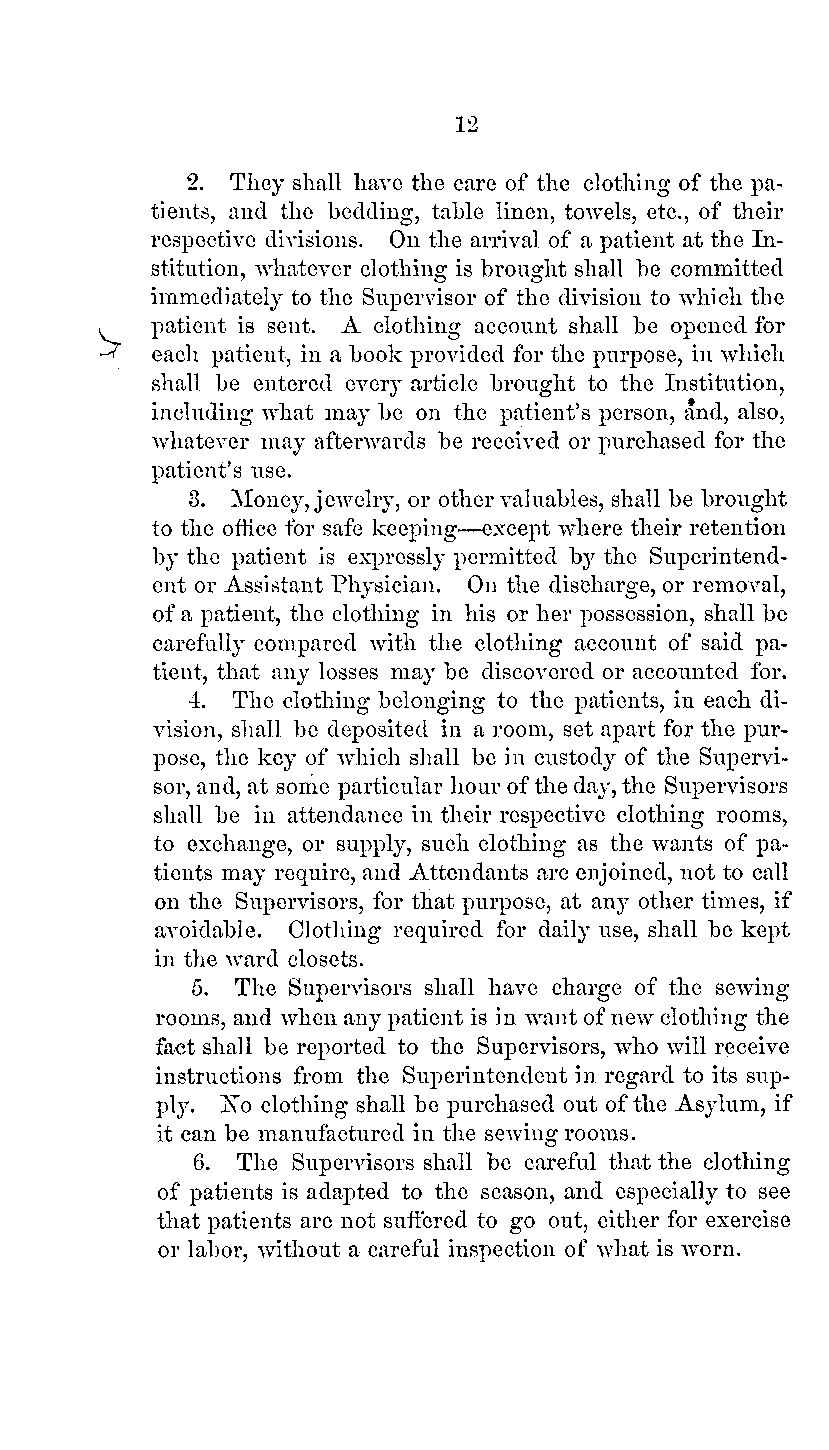 12
2. They shall have the care of the clothing of the pa-
tients, and the bedding, table linen, towels, etc., of their
respective divisions. On the arrival of a patient at the In-
stitution, whatever clothing is brought shall be committed
immediately to the Supervisor of the division to which the
patient is sent. A clothing account shall be opened for
each patient, in a book provided for the purpose, in which
shall be entered every article brought to the Institution,
including what may be on the patient's person, and, also,
whatever may afterwards be received or purchased for the
patient's use.
3. Money, jewelry, or other valuables, shall be brought
to the office for safe keeping—except where their retention
by the patient is expressly permitted by the Superintend-
ent or Assistant Physician. On the discharge, or removal,
of a patient, the clothing in his or her possession, shall be
carefully compared with the clothing account of said pa-
tient, that any losses may be discovered or accounted for.
4. The clothing belonging to the patients, in each di-
vision, shall be deposited in a room, set apart for the pur-
pose, the key of which shall be in custody of the Supervi-
sor, and, at some particular hour of the day, the Supervisors
shall be in attendance in their respective clothing rooms,
to exchange, or supply, such clothing as the wants of pa-
tients may require, and Attendants are enjoined, not to call
on the Supervisors, for that purpose, at any other times, if
avoidable. Clothing required for daily use, shall be kept
in the ward closets.
5. The Supervisors shall have charge of the sewing
rooms, and when any patient is in want of new clothing the
fact shall be reported to the Supervisors, who will receive
instructions from the Superintendent in regard to its sup-
ply. No clothing shall be purchased out of the Asylum, if
it can be manufactured in the sewing rooms.
6. The Supervisors shall be careful that the clothing
of patients is adapted to the season, and especially to see
that patients are not suffered to go out, either for exercise
or labor, without a careful inspection of what is worn.